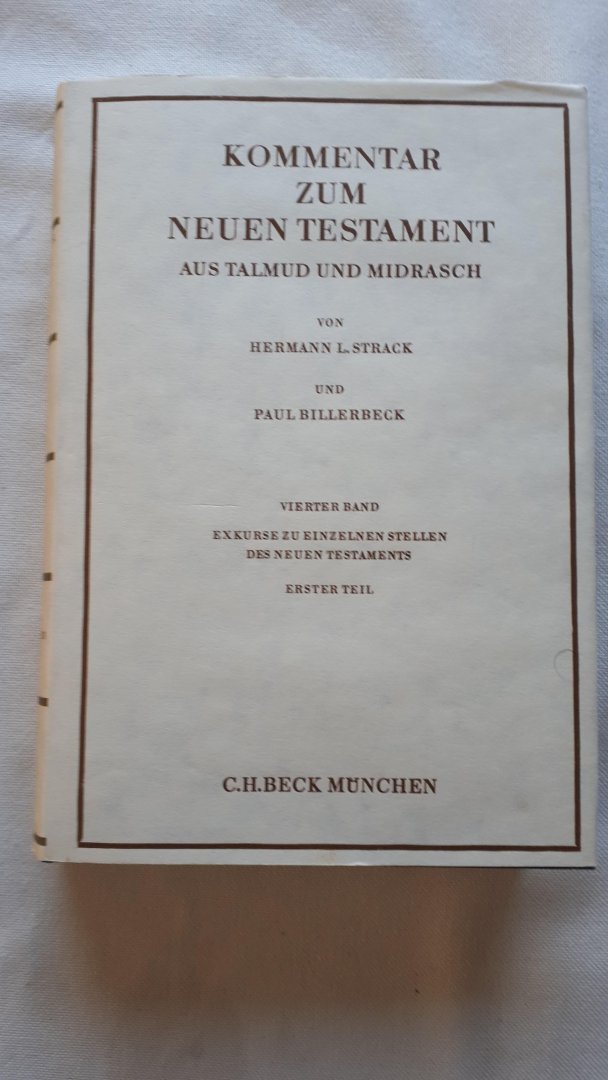 KOMMENTAR
ZUM
NEUEN TESTAMENT
AUS TALMUD UND MIDRASCH
VON
HERMANN L. STRACK
UND
PAUL BILLERBECK
VIERTER BAND
EXKURSE ZU EINZELNEN STELLEN
DES NEUEN TESTAMENTS
ERSTER TEIL
C.H.BECK MÜNCHEN